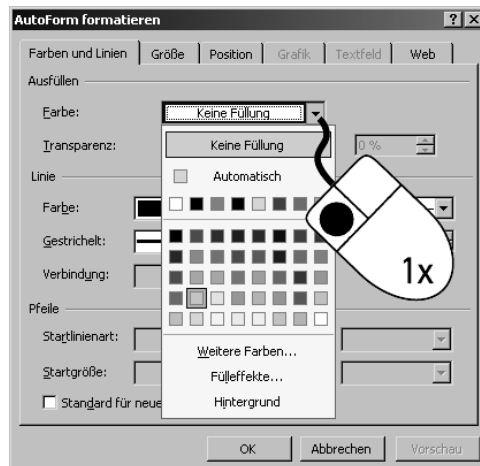 AutoForm formatieren
Farben und Linien Größe Position Grafik Textfeld Web
Ausfüllen
Farbe: Keine Füllung
Transparenz: Keine Füllung 0 %
Automatisch
Linie
Farbe:
Gestrichelt:
Verbindung:
1x
Pfeile
Startlinienart:
Weitere Farben...
Startgröße:
Fülleffekte...
Standard für neue
Hintergrund
OK Abbrechen Vorschau